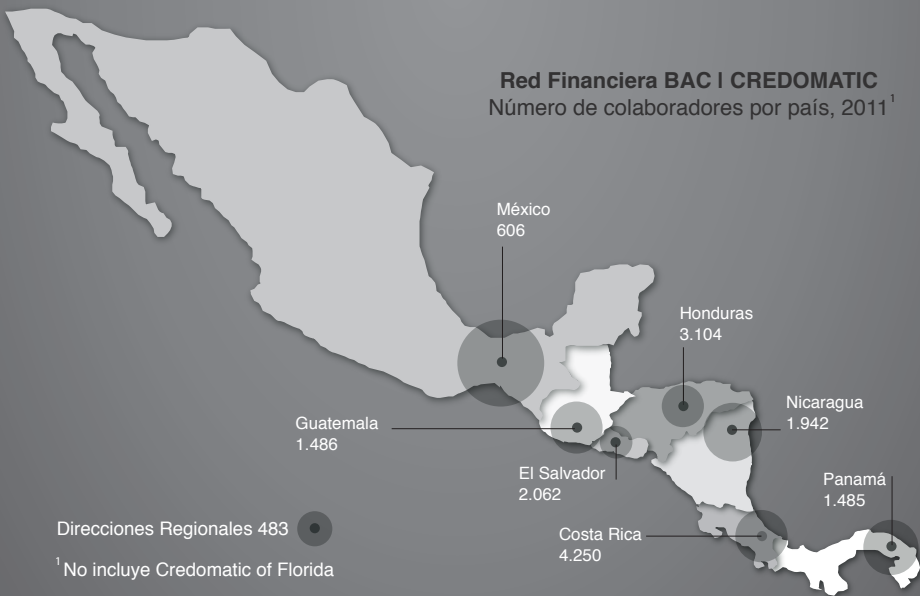 Red Financiera BAC | CREDOMATIC
Número de colaboradores por país, 2011¹
México
606
Honduras
3.104
Nicaragua
1.942
Guatemala
1.486
El Salvador
2.062
Panamá
1.485
Costa Rica
4.250
Direcciones Regionales 483
¹ No incluye Credomatic of Florida